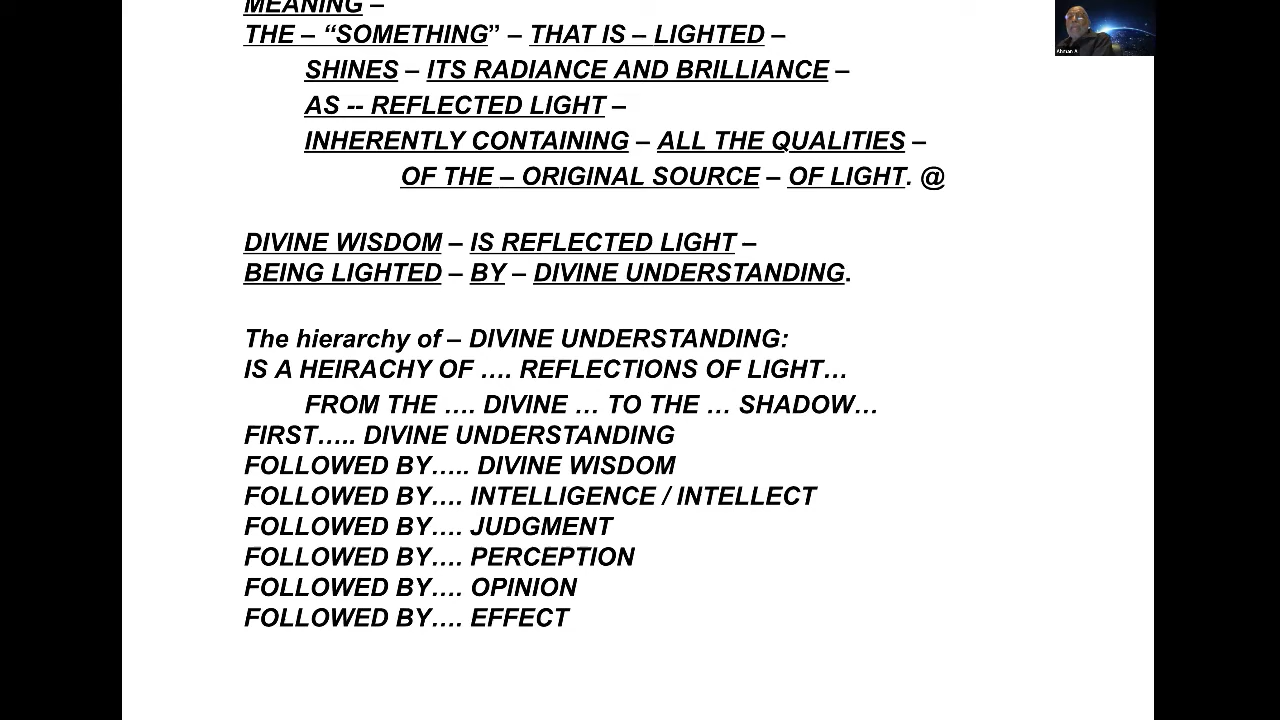 MEANING –
THE – “SOMETHING” – THAT IS – LIGHTED –
SHINES – ITS RADIANCE AND BRILLIANCE –
AS -- REFLECTED LIGHT –
INHERENTLY CONTAINING – ALL THE QUALITIES –
OF THE – ORIGINAL SOURCE – OF LIGHT. @
DIVINE WISDOM – IS REFLECTED LIGHT –
BEING LIGHTED – BY – DIVINE UNDERSTANDING.
The hierarchy of – DIVINE UNDERSTANDING:
IS A HEIRACHY OF …. REFLECTIONS OF LIGHT…
FROM THE …. DIVINE … TO THE … SHADOW…
FIRST….. DIVINE UNDERSTANDING
FOLLOWED BY….. DIVINE WISDOM
FOLLOWED BY…. INTELLIGENCE / INTELLECT
FOLLOWED BY…. JUDGMENT
FOLLOWED BY…. PERCEPTION
FOLLOWED BY…. OPINION
FOLLOWED BY…. EFFECT
Ahman A